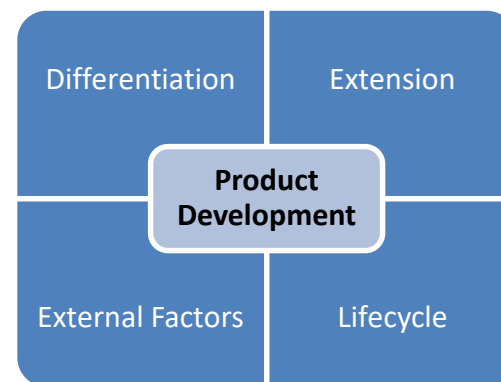 Differentiation
Extension
Product
Development
External Factors
Lifecycle